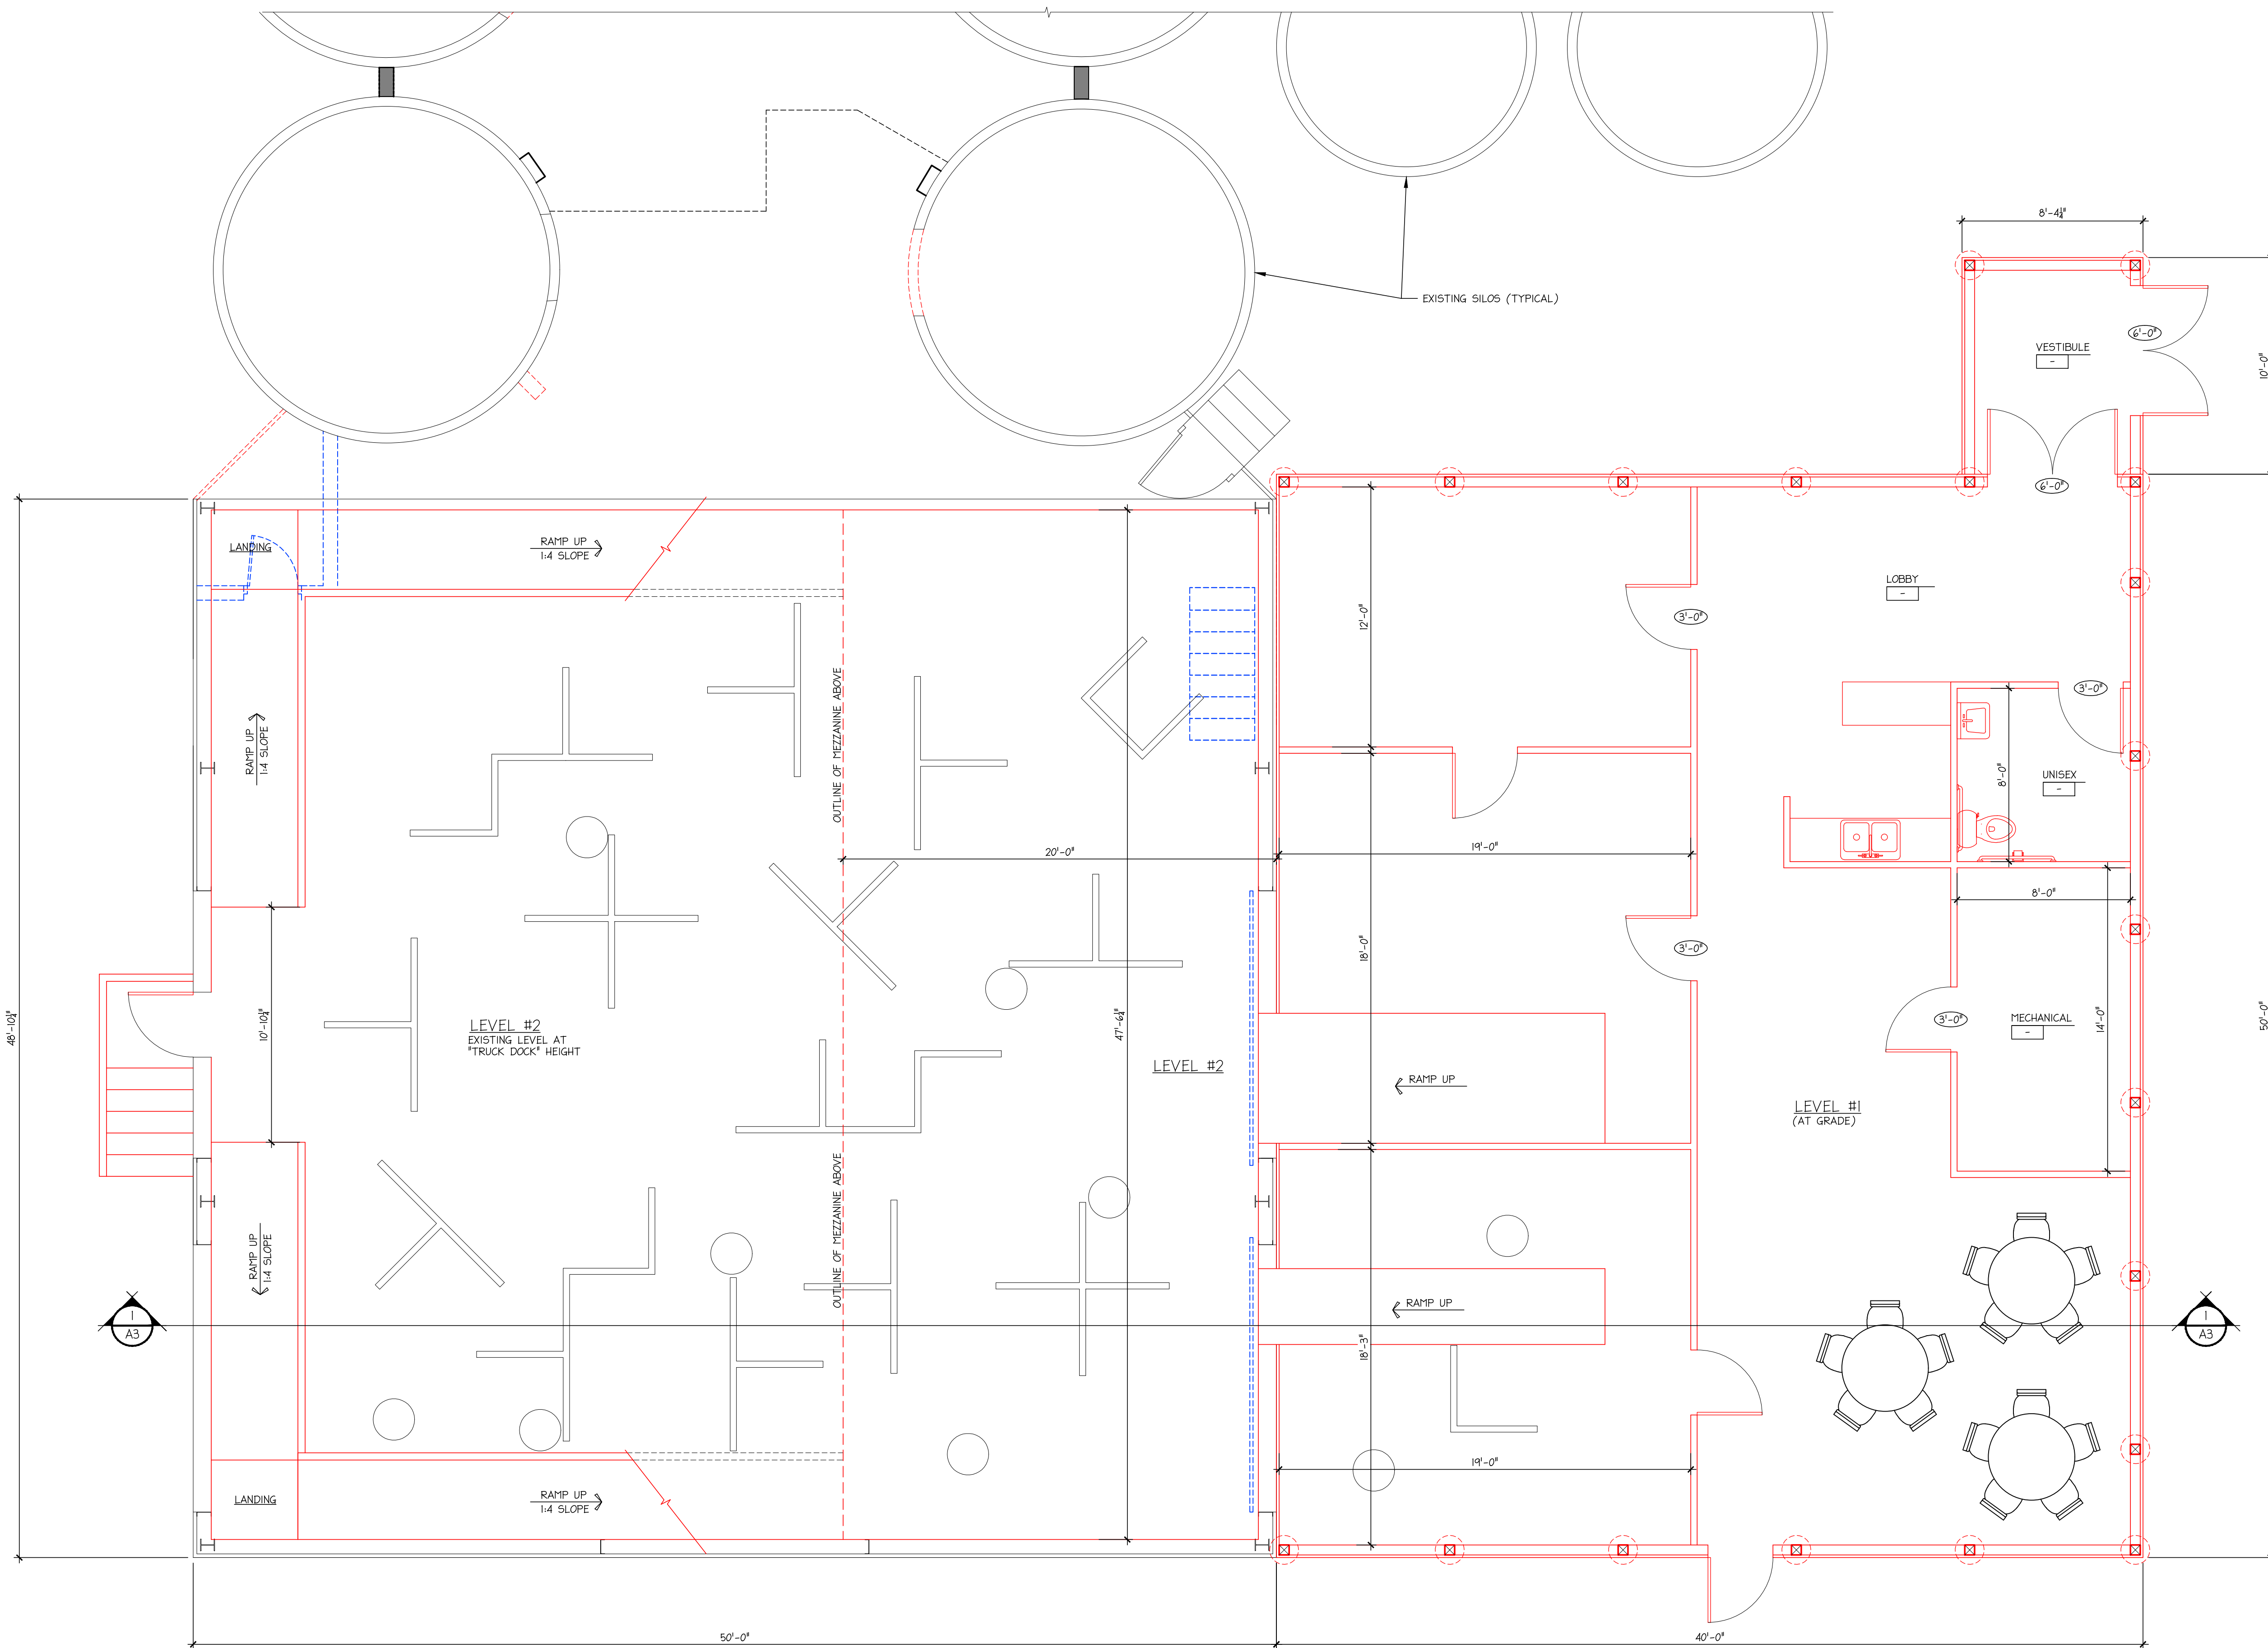 8'-4¼"
EXISTING SILOS (TYPICAL)
6'-0"
VESTIBULE
-
10'-0"
6'-0"
LANDING
RAMP UP
1:4 SLOPE
LOBBY
-
12'-0"
3'-0"
3'-0"
OUTLINE OF MEZZANINE ABOVE
RAMP UP
1:4 SLOPE
8'-0"
UNISEX
-
20'-0"
19'-0"
8'-0"
18'-0"
3'-0"
48'-10½"
10'-10½"
LEVEL #2
EXISTING LEVEL AT
"TRUCK DOCK" HEIGHT
47'-6¼"
LEVEL #2
RAMP UP
MECHANICAL
-
3'-0"
14'-0"
50'-0"
LEVEL #1
(AT GRADE)
OUTLINE OF MEZZANINE ABOVE
RAMP UP
1:4 SLOPE
RAMP UP
1
A3
1
A3
18'-3"
19'-0"
LANDING
RAMP UP
1:4 SLOPE
50'-0"
40'-0"